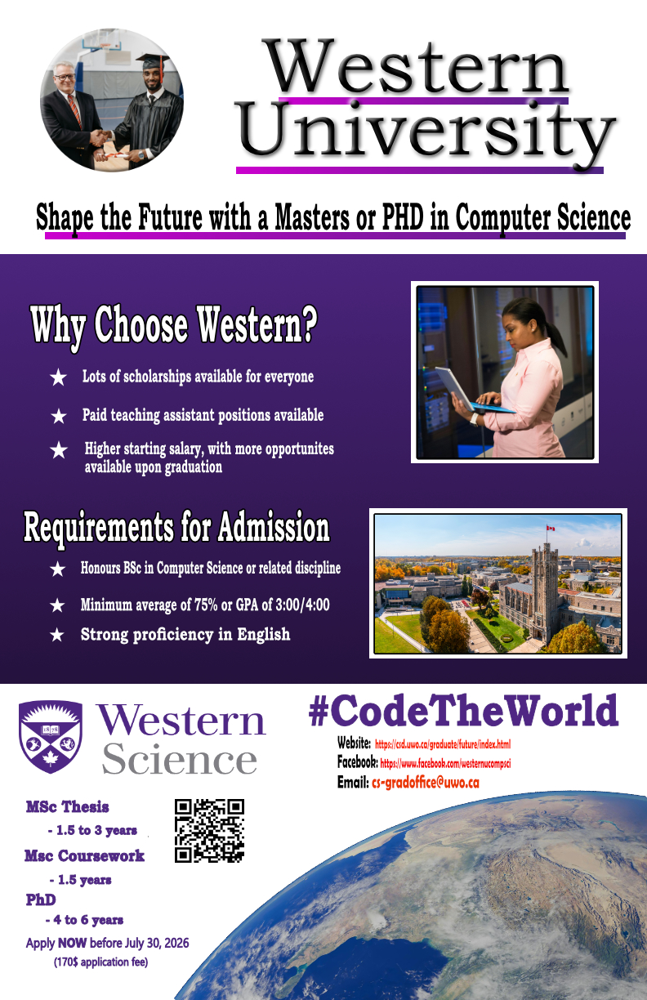 Western
University
Shape the Future with a Masters or PHD in Computer Science
Why Choose Western?
Lots of scholarships available for everyone
Paid teaching assistant positions available
Higher starting salary, with more opportunites
available upon graduation
Requirements for Admission
Honours BSc in Computer Science or related discipline
Minimum average of 75% or GPA of 3:00/4:00
Strong proficiency in English
1878
Western
Science
#CodeTheWorld
Website: https://csd.uwo.ca/graduate/future/index.html
Facebook: https://www.facebook.com/westernucompsci
Email: cs-gradoffice@uwo.ca
MSc Thesis
- 1.5 to 3 years
Msc Coursework
- 1.5 years
PhD
- 4 to 6 years
Apply NOW before July 30, 2026
(170$ application fee)